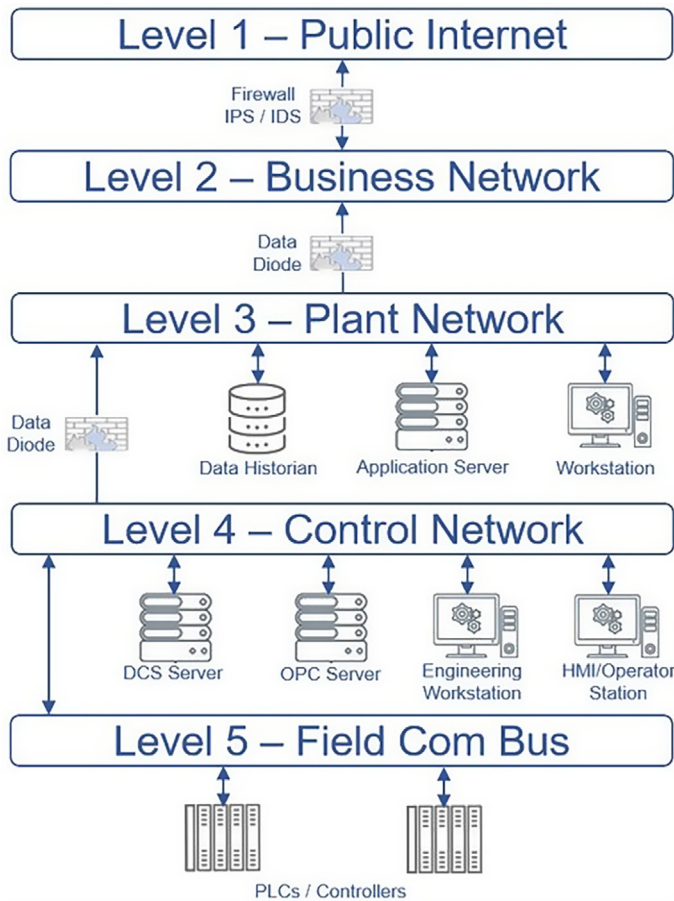 Level 1 – Public Internet
Firewall
IPS / IDS
Level 2 – Business Network
Data
Diode
Level 3 – Plant Network
Data
Diode
Data Historian
Application Server
Workstation
Level 4 – Control Network
DCS Server
OPC Server
Engineering
Workstation
HMI/Operator
Station
Level 5 – Field Com Bus
PLCs / Controllers